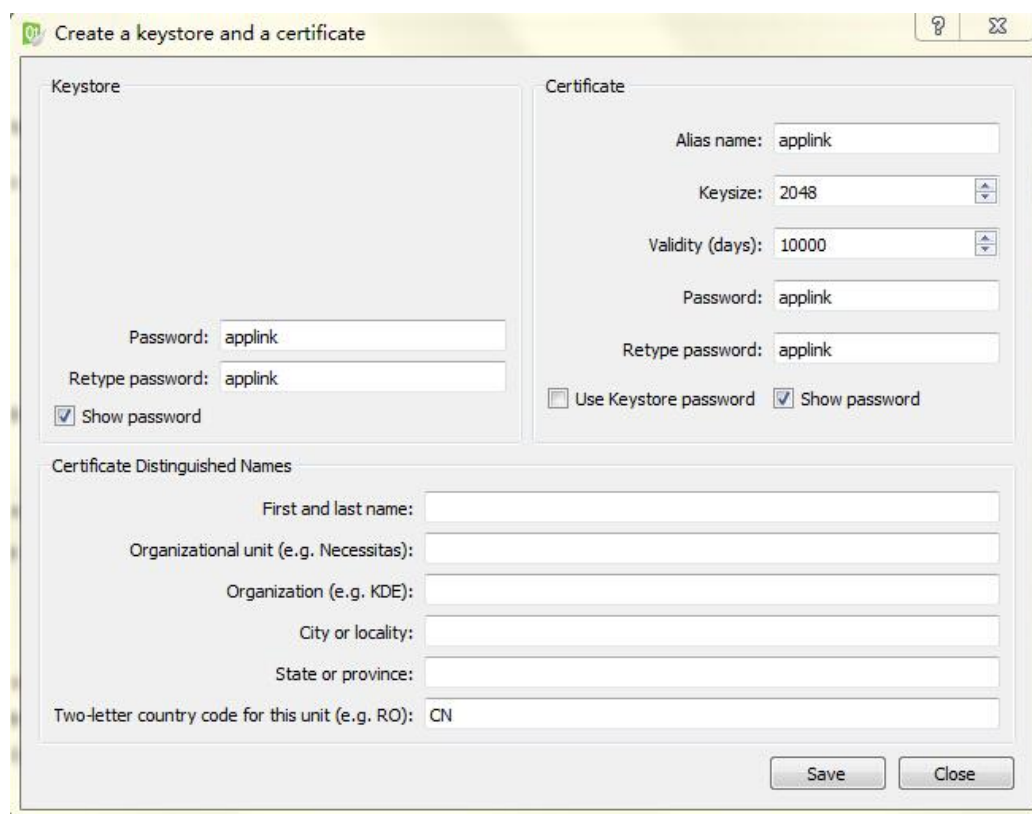 Create a keystore and a certificate
Keystore
Password: applink
Retype password: applink
Show password
Certificate
Alias name: applink
Keysize: 2048
Validity (days): 10000
Password: applink
Retype password: applink
Use Keystore password Show password
Certificate Distinguished Names
First and last name:
Organizational unit (e.g. Necessitas):
Organization (e.g. KDE):
City or locality:
State or province:
Two-letter country code for this unit (e.g. RO): CN
Save Close